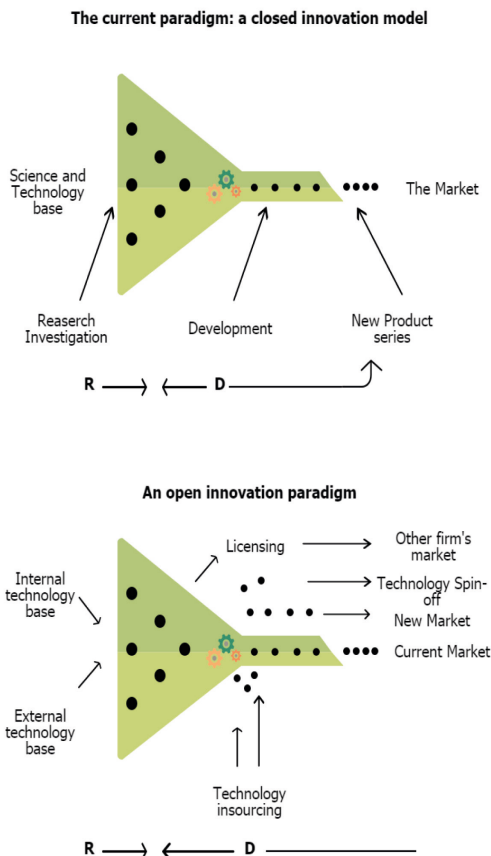 The current paradigm: a closed innovation model
Science and
Technology
base
The Market
Reaserch
Investigation
Development
New Product
series
R
D
An open innovation paradigm
Licensing
Other firm's
market
Internal
technology
base
Technology Spin-
off
New Market
Current Market
External
technology
base
Technology
insourcing
R
D